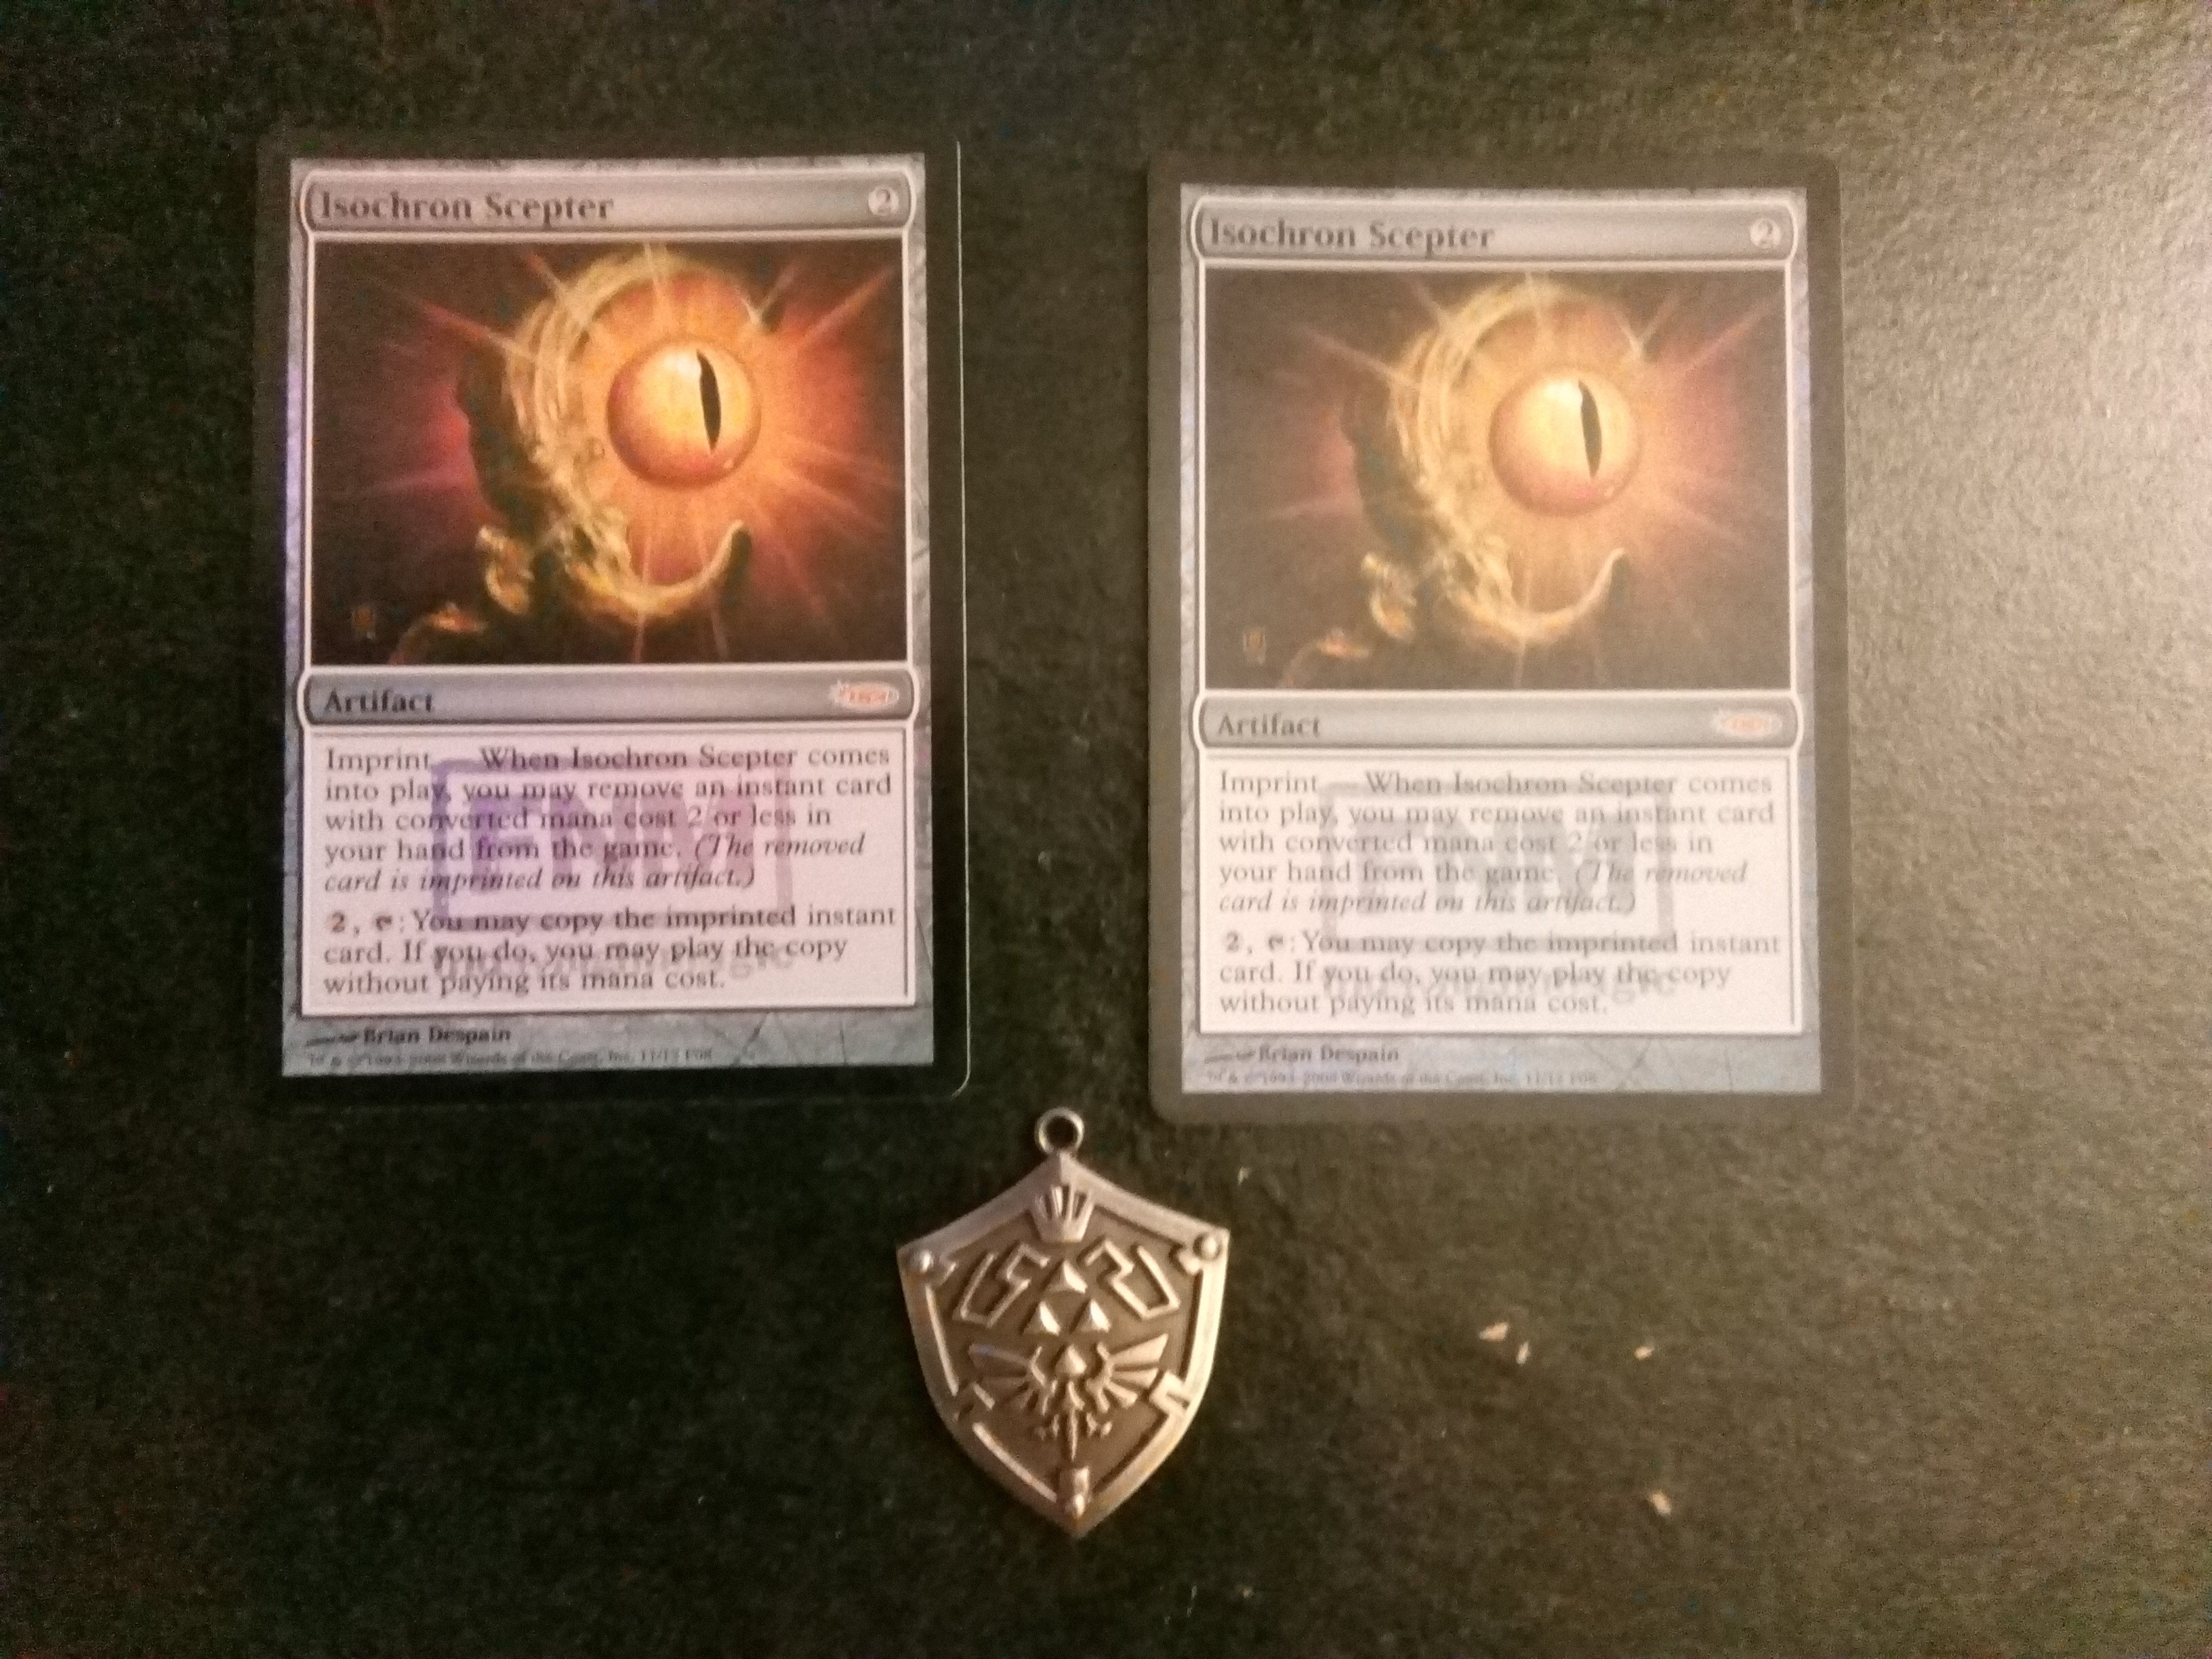 Isochron Scepter 2
Artifact
Imprint — When Isochron Scepter comes
into play, you may remove an instant card
with converted mana cost 2 or less in
your hand from the game. (The removed
card is imprinted on this artifact.)
2, T: You may copy the imprinted instant
card. If you do, you may play the copy
without paying its mana cost.
FNM
Brian Despain
Isochron Scepter 2
Artifact
Imprint — When Isochron Scepter comes
into play, you may remove an instant card
with converted mana cost 2 or less in
your hand from the game. (The removed
card is imprinted on this artifact.)
2, T: You may copy the imprinted instant
card. If you do, you may play the copy
without paying its mana cost.
FNM
Brian Despain